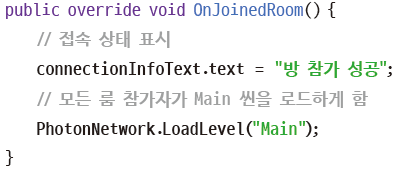 public override void OnJoinedRoom() {
    // 접속 상태 표시
    connectionInfoText.text = "방 참가 성공";
    // 모든 룸 참가자가 Main 씬을 로드하게 함
    PhotonNetwork.LoadLevel("Main");
}